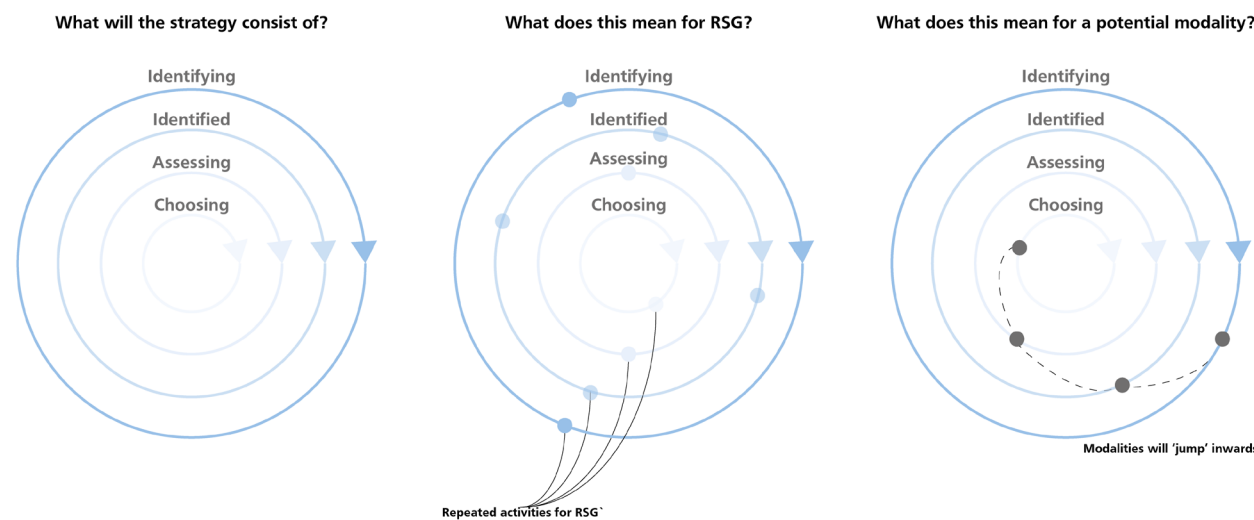 What will the strategy consist of?
Identifying
Identified
Assessing
Choosing
What does this mean for RSG?
Identifying
Identified
Assessing
Choosing
Repeated activities for RSG`
What does this mean for a potential modality?
Identifying
Identified
Assessing
Choosing
Modalities will ‘jump’ inwards